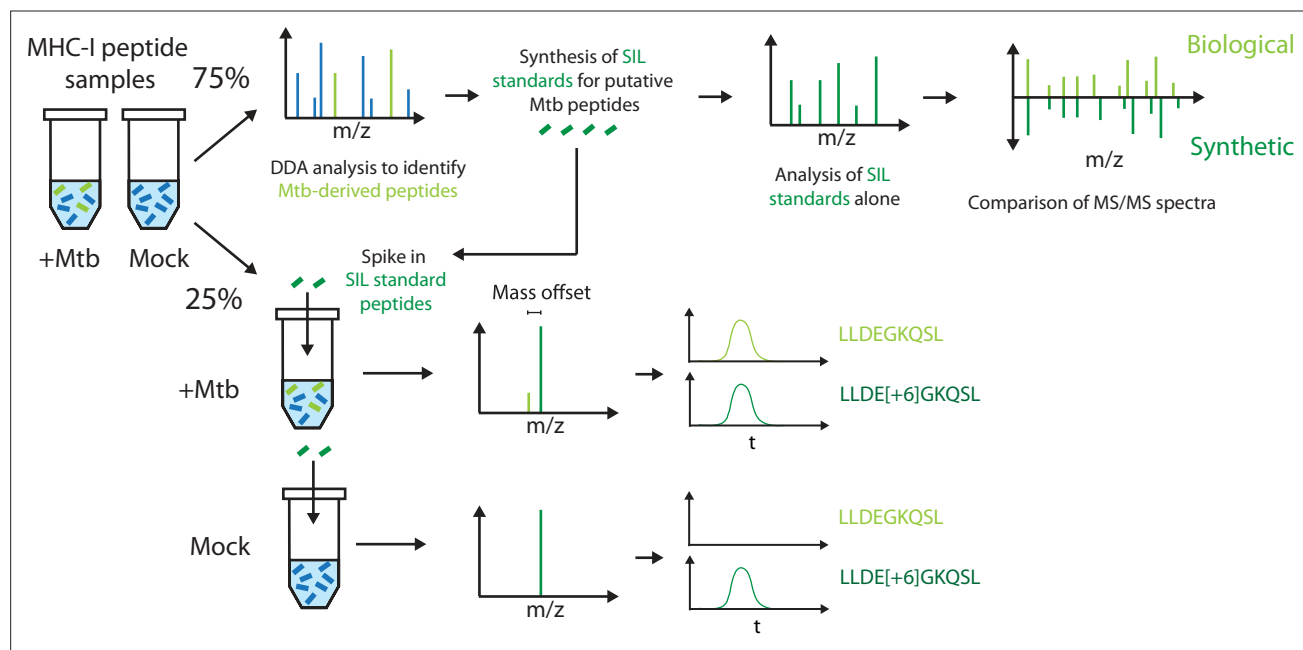 MHC-I peptide
samples
75%
+Mtb
Mock
m/z
DDA analysis to identify
Mtb-derived peptides
Synthesis of SIL
standards for putative
Mtb peptides
m/z
Analysis of SIL
standards alone
Biological
Synthetic
m/z
Comparison of MS/MS spectra
25%
Spike in
SIL standard
peptides
+Mtb
Mass offset
m/z
LLDEGKQSL
LLDE[+6]GKQSL
t
Mock
m/z
LLDEGKQSL
LLDE[+6]GKQSL
t